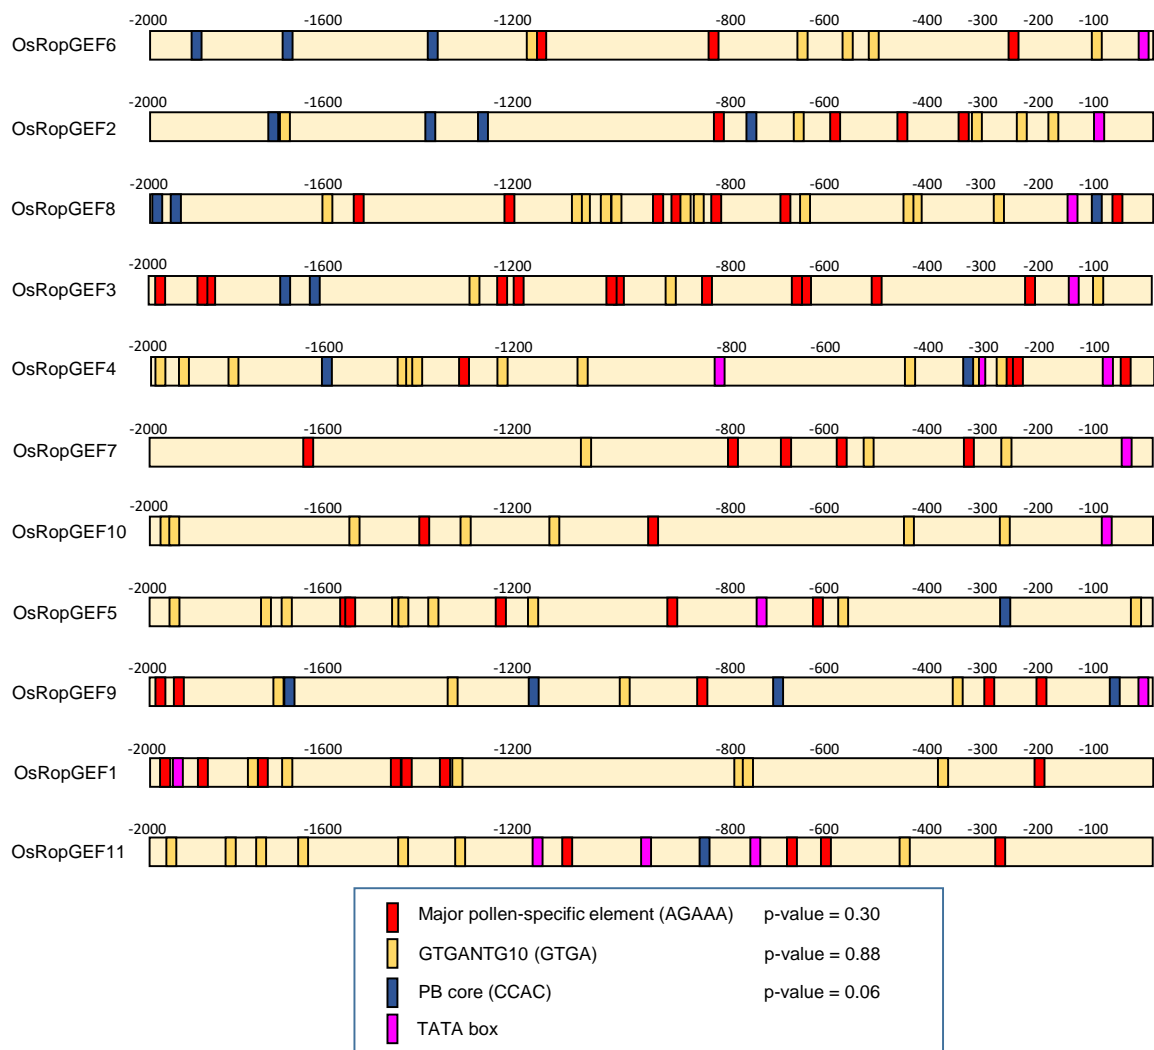 -2000 -1600 -1200 -800 -600 -400 -300 -200 -100
OsRopGEF6
-2000 -1600 -1200 -800 -600 -400 -300 -200 -100
OsRopGEF2
-2000 -1600 -1200 -800 -600 -400 -300 -200 -100
OsRopGEF8
-2000 -1600 -1200 -800 -600 -400 -300 -200 -100
OsRopGEF3
-2000 -1600 -1200 -800 -600 -400 -300 -200 -100
OsRopGEF4
-2000 -1600 -1200 -800 -600 -400 -300 -200 -100
OsRopGEF7
-2000 -1600 -1200 -800 -600 -400 -300 -200 -100
OsRopGEF10
-2000 -1600 -1200 -800 -600 -400 -300 -200 -100
OsRopGEF5
-2000 -1600 -1200 -800 -600 -400 -300 -200 -100
OsRopGEF9
-2000 -1600 -1200 -800 -600 -400 -300 -200 -100
OsRopGEF1
-2000 -1600 -1200 -800 -600 -400 -300 -200 -100
OsRopGEF11
Major pollen-specific element (AGAAA) p-value = 0.30
GTGANTG10 (GTGA) p-value = 0.88
PB core (CCAC) p-value = 0.06
TATA box